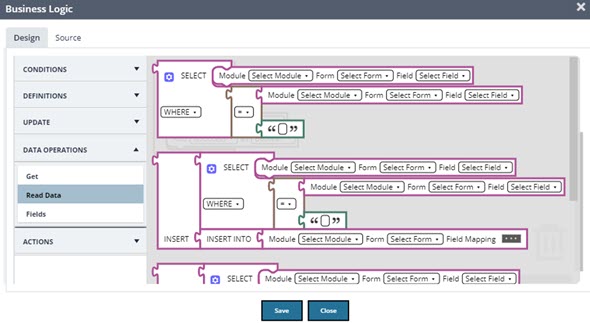 Business Logic
Design Source
CONDITIONS
DEFINITIONS
UPDATE
DATA OPERATIONS
Get
Read Data
Fields
ACTIONS
SELECT Module Select Module Form Select Form Field Select Field
Module Select Module Form Select Form Field Select Field
WHERE =
“ ”
SELECT Module Select Module Form Select Form Field Select Field
Module Select Module Form Select Form Field Select Field
WHERE =
“ ”
INSERT INSERT INTO Module Select Module Form Select Form Field Mapping ...
SELECT Module Select Module Form Select Form Field Select Field
Save Close